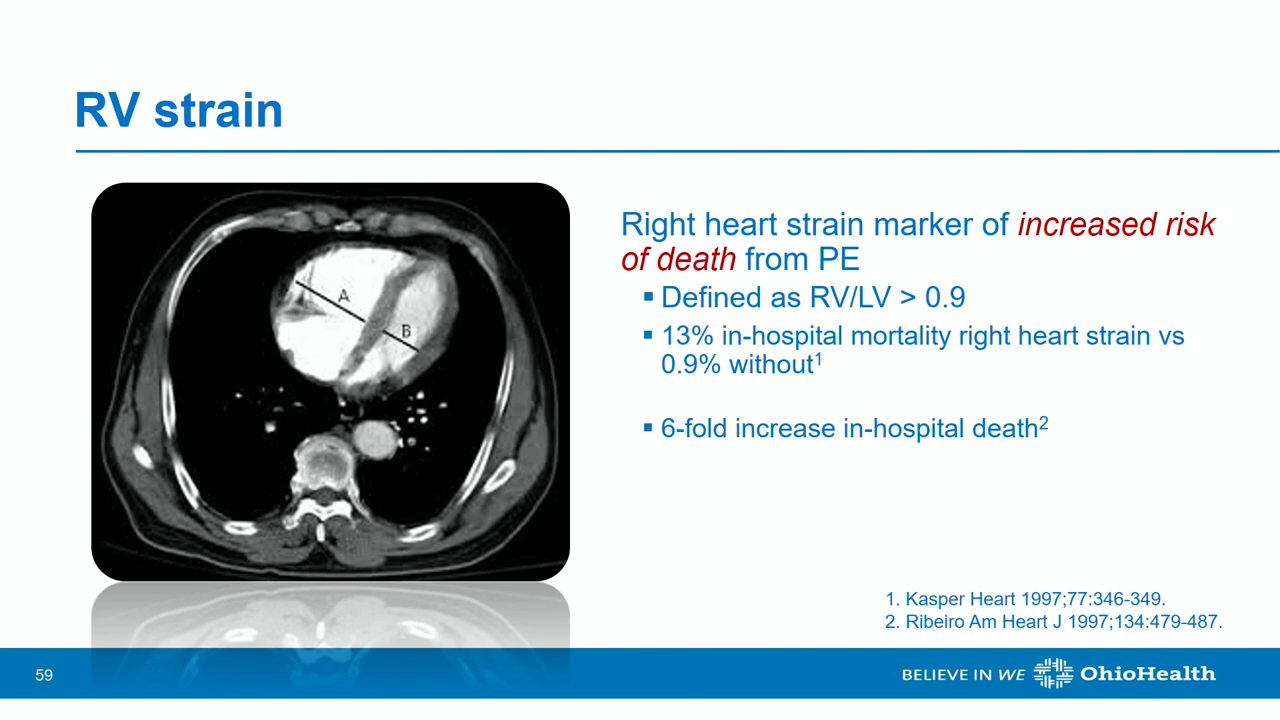 RV strain
A
B
Right heart strain marker of increased risk
of death from PE
▪ Defined as RV/LV > 0.9
▪ 13% in-hospital mortality right heart strain vs
0.9% without1
▪ 6-fold increase in-hospital death2
1. Kasper Heart 1997;77:346-349.
2. Ribeiro Am Heart J 1997;134:479-487.
59
BELIEVE IN WE OhioHealth